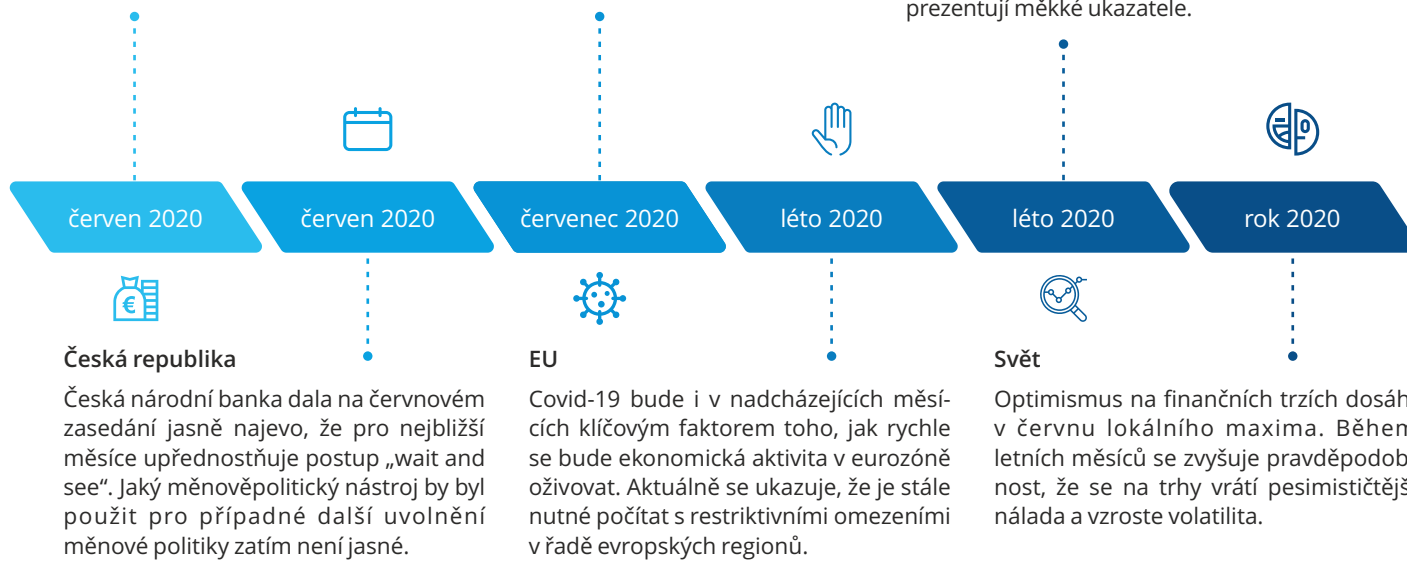 prezentují měkké ukazatele.
červen 2020
červen 2020
červenec 2020
léto 2020
léto 2020
rok 2020
€
Česká republika
Česká národní banka dala na červnovém
zasedání jasně najevo, že pro nejbližší
měsíce upřednostňuje postup „wait and
see“. Jaký měnověpolitický nástroj by byl
použit pro případné další uvolnění
měnové politiky zatím není jasné.
EU
Covid-19 bude i v nadcházejících měsí-
cích klíčovým faktorem toho, jak rychle
se bude ekonomická aktivita v eurozóně
oživovat. Aktuálně se ukazuje, že je stále
nutné počítat s restriktivními omezeními
v řadě evropských regionů.
Svět
Optimismus na finančních trzích dosáh
v červnu lokálního maxima. Během
letních měsíců se zvyšuje pravděpodob
nost, že se na trhy vrátí pesimističtějš
nálada a vzroste volatilita.